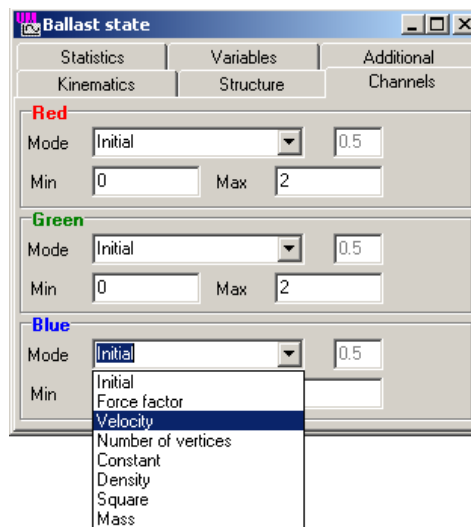 Ballast state
Statistics Variables Additional
Kinematics Structure Channels
Red
Mode Initial 0.5
Min 0 Max 2
Green
Mode Initial 0.5
Min 0 Max 2
Blue
Mode Initial 0.5
Min
Initial
Force factor
Velocity
Number of vertices
Constant
Density
Square
Mass